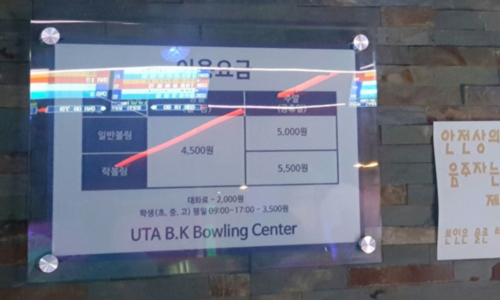 이용요금
일반볼링
락볼링
4,500원
5,000원
5,500원
대화료 - 2,000원
학생(초, 중, 고) 평일 09:00~17:00 - 3,500원
UTA B.K Bowling Center
안전상의
음주자는
제
본인은 음료